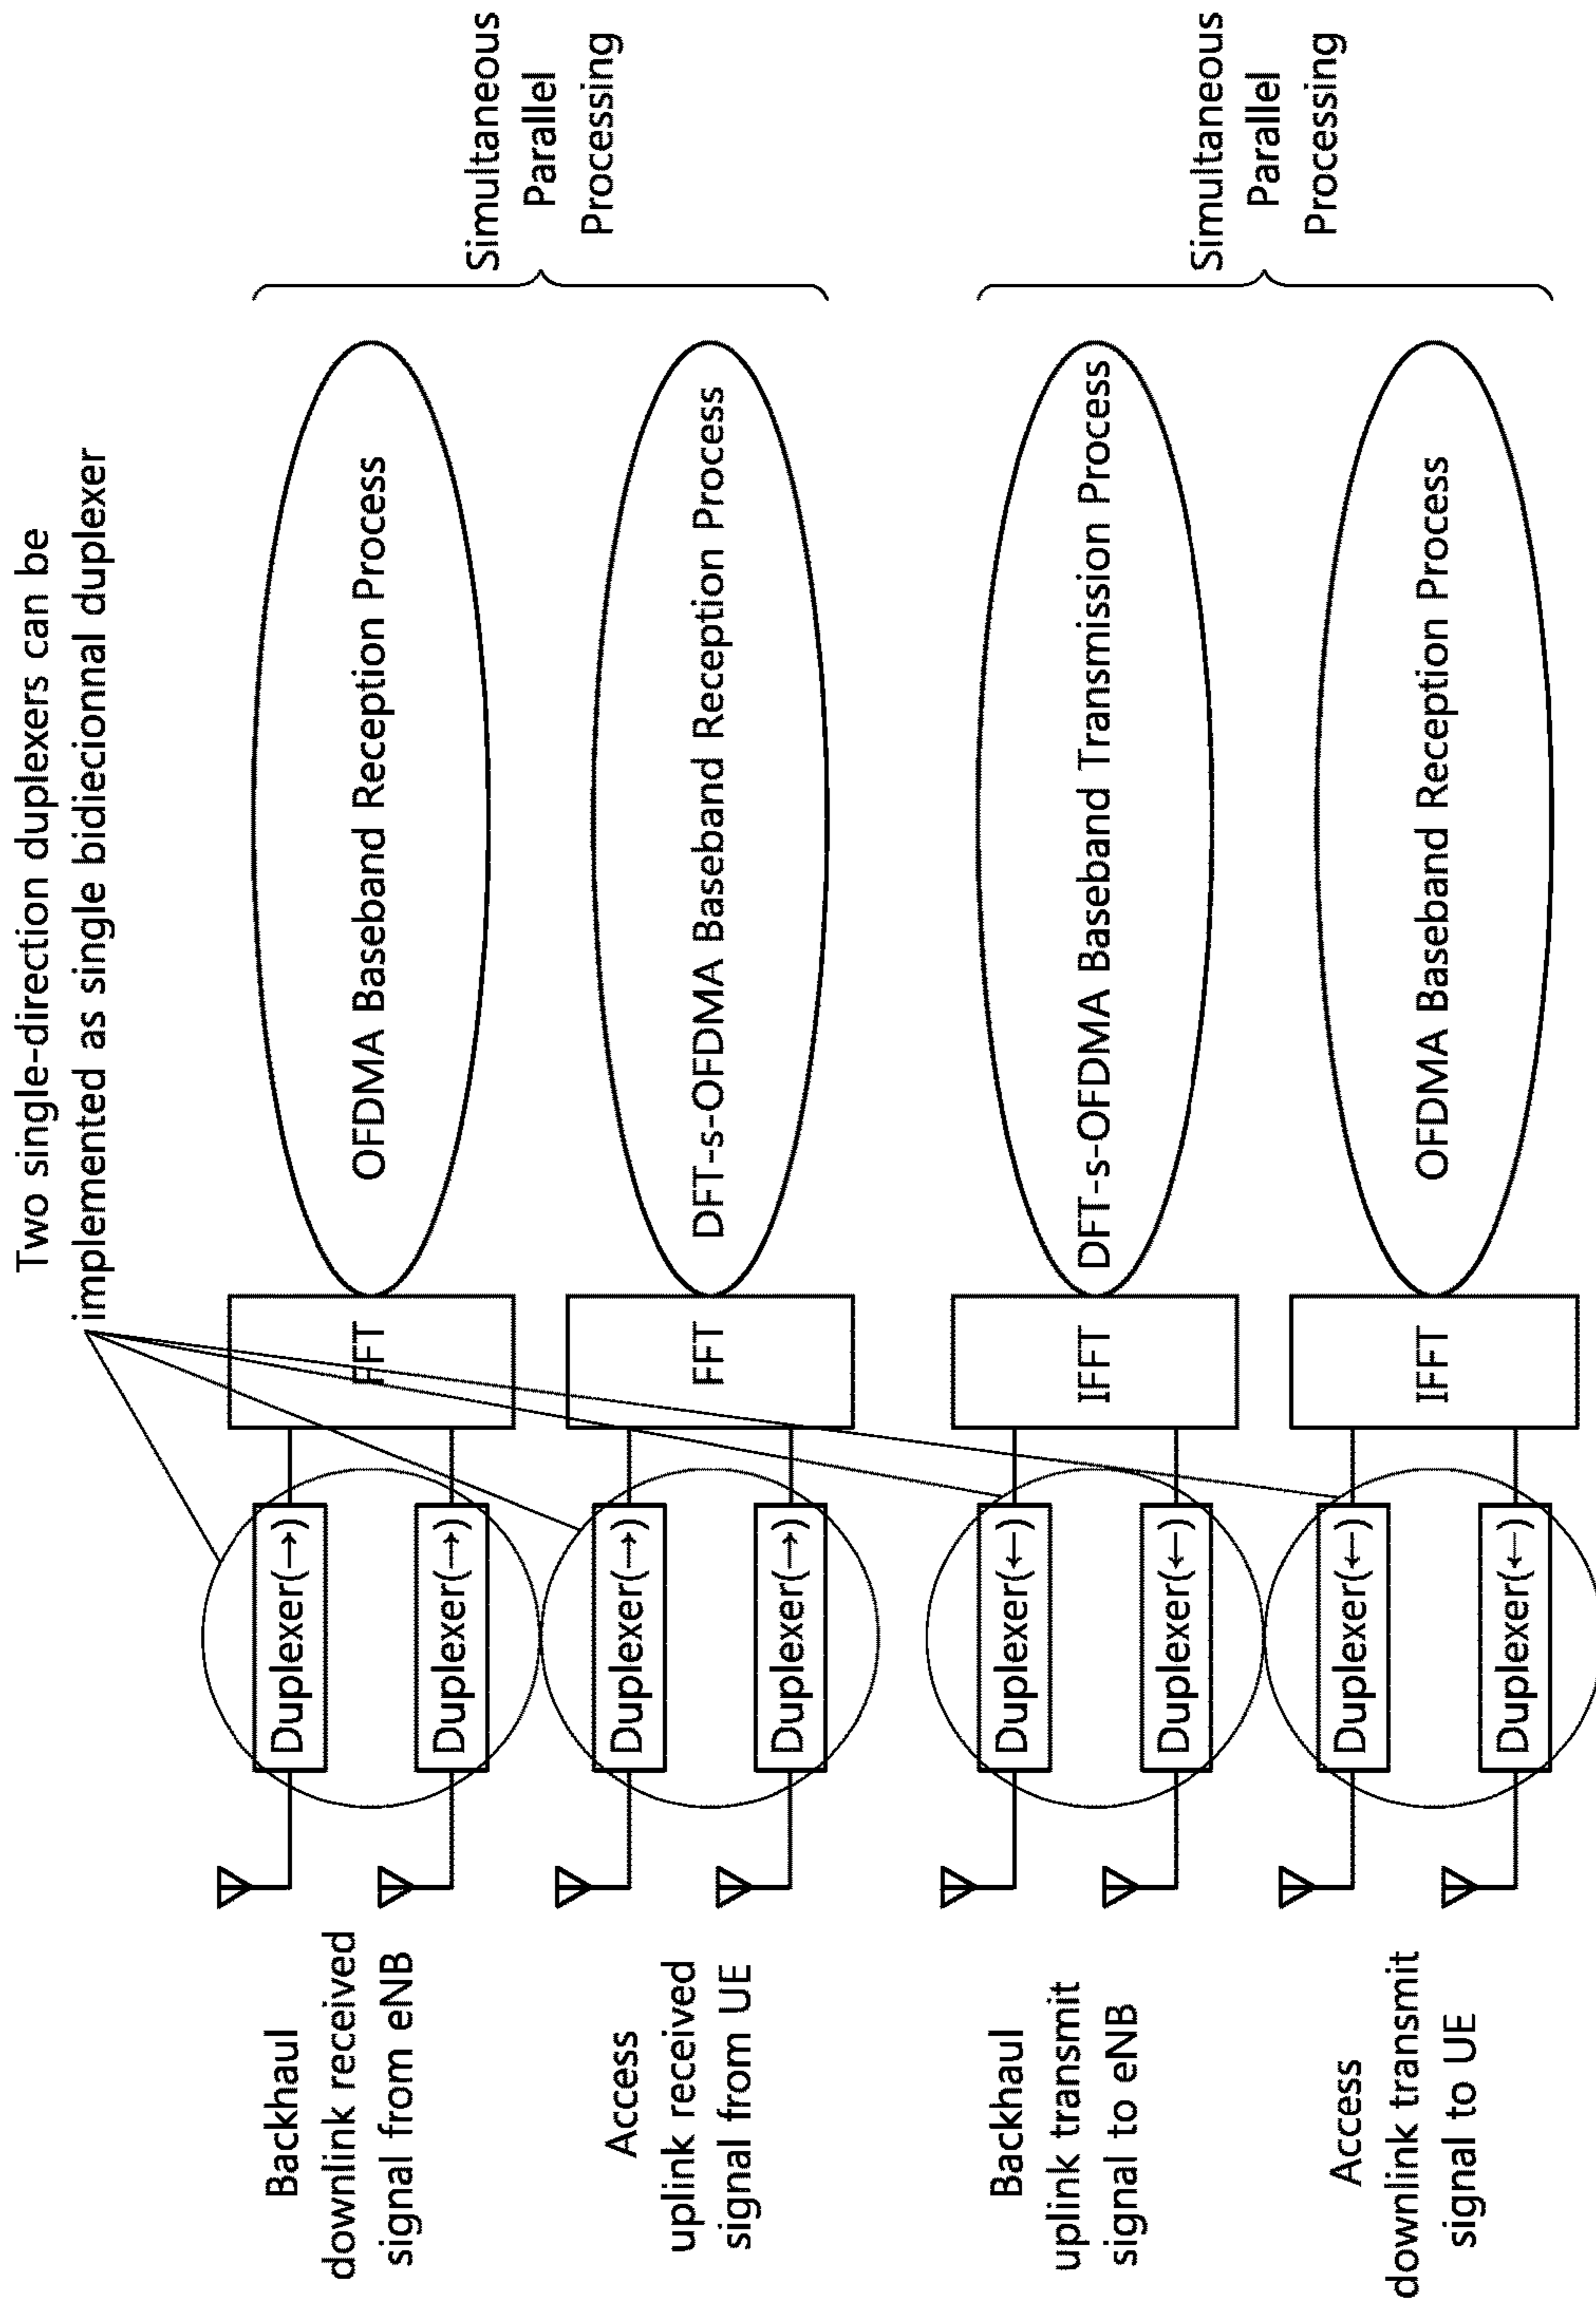 Two single-direction duplexers can be
implemented as single bidiecionnal duplexer
Backhaul
downlink received
signal from eNB
Duplexer(→)
Duplexer(→)
FFT
OFDMA Baseband Reception Process
Access
uplink received
signal from UE
Duplexer(→)
Duplexer(→)
FFT
DFT-s-OFDMA Baseband Reception Process
Simultaneous
Parallel
Processing
Backhaul
uplink transmit
signal to eNB
Duplexer(←)
Duplexer(←)
IFFT
DFT-s-OFDMA Baseband Transmission Process
Access
downlink transmit
signal to UE
Duplexer(←)
Duplexer(←)
IFFT
OFDMA Baseband Reception Process
Simultaneous
Parallel
Processing